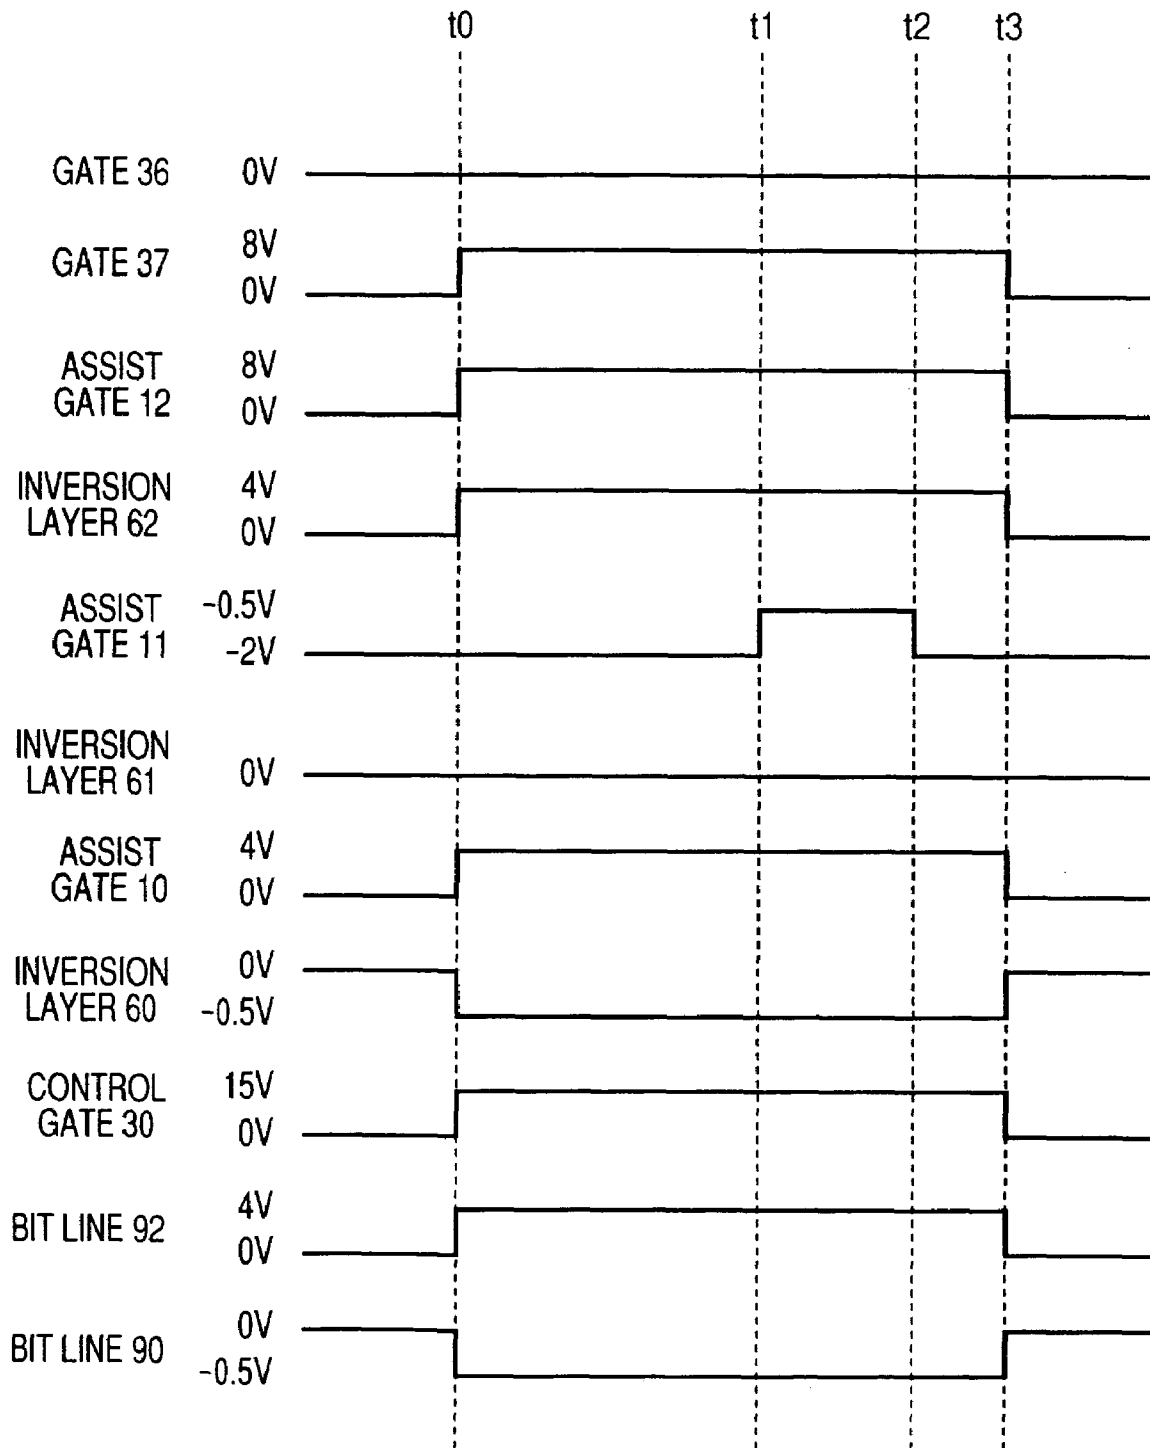 t0 t1 t2 t3
GATE 36 0V
8V
GATE 37
0V
ASSIST 8V
GATE 12 0V
INVERSION 4V
LAYER 62 0V
ASSIST -0.5V
GATE 11 -2V
INVERSION
LAYER 61 0V
ASSIST 4V
GATE 10 0V
INVERSION 0V
LAYER 60 -0.5V
CONTROL 15V
GATE 30 0V
4V
BIT LINE 92
0V
0V
BIT LINE 90
-0.5V